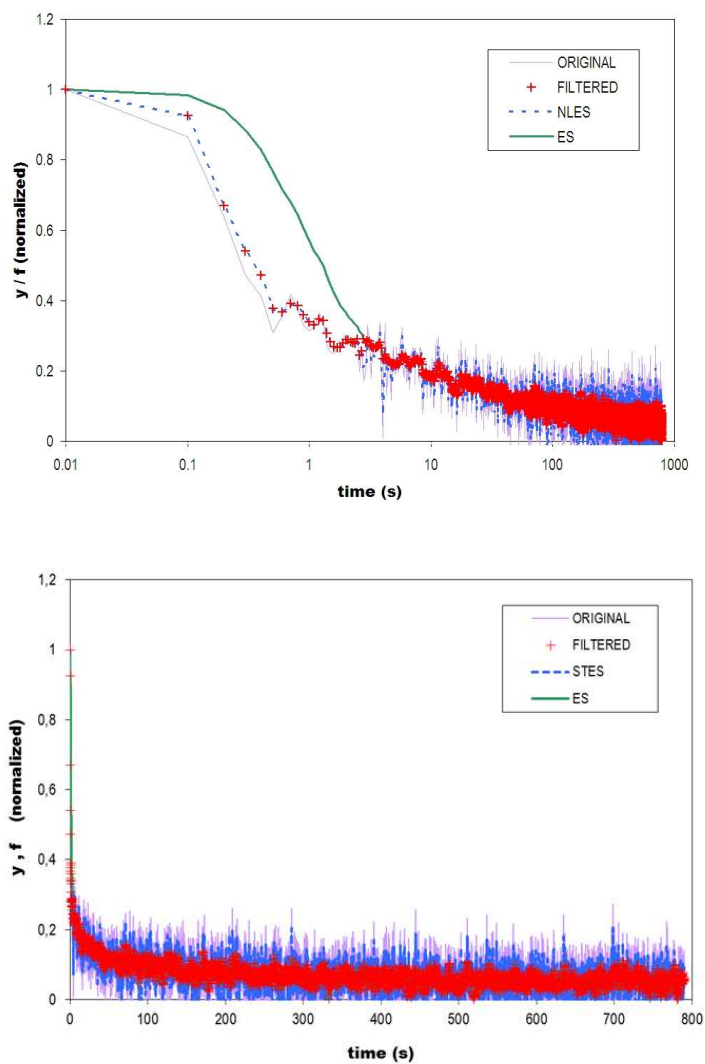 1.2
1
0.8
0.6
0.4
0.2
0
y / f (normalized)
ORIGINAL
FILTERED
NLES
ES
0.01
0.1
1
10
100
1000
time (s)
1,2
1
0,8
0,6
0,4
0,2
0
y , f (normalized)
ORIGINAL
FILTERED
STES
ES
0
100
200
300
400
500
600
700
800
time (s)